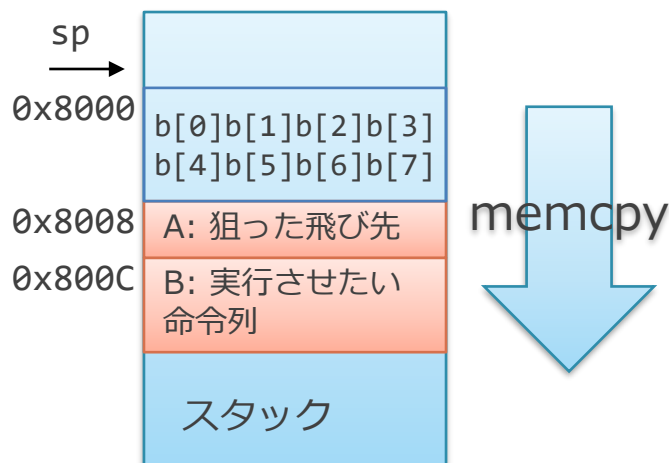 sp
0x8000
b[0]b[1]b[2]b[3]
b[4]b[5]b[6]b[7]
0x8008
A: 狙った飛び先
memcpy
0x800C
B: 実行させたい
命令列
スタック